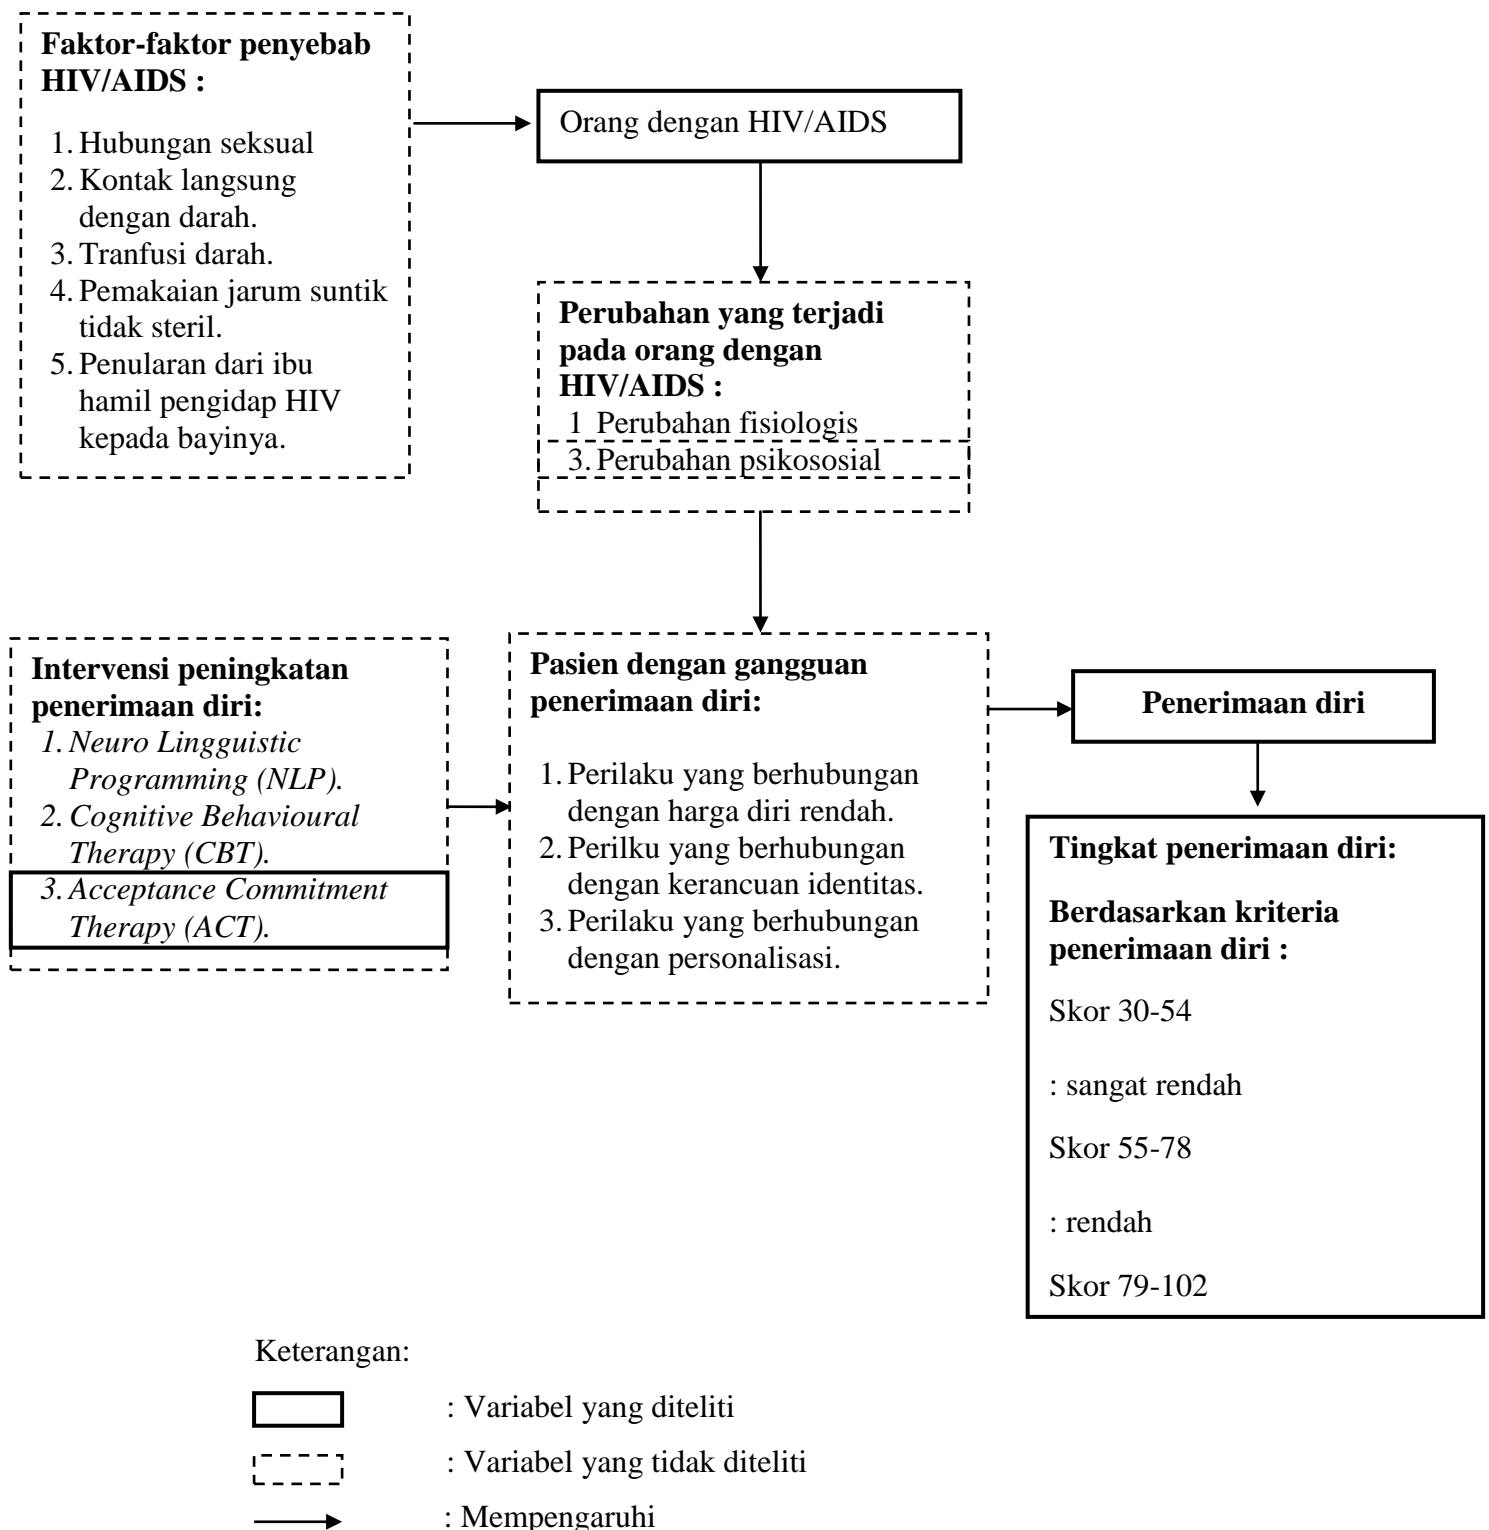 Faktor-faktor penyebab
HIV/AIDS :
1. Hubungan seksual
2. Kontak langsung
dengan darah.
3. Tranfusi darah.
4. Pemakaian jarum suntik
tidak steril.
5. Penularan dari ibu
hamil pengidap HIV
kepada bayinya.
Orang dengan HIV/AIDS
Perubahan yang terjadi
pada orang dengan
HIV/AIDS :
1 Perubahan fisiologis
3. Perubahan psikososial
Intervensi peningkatan
penerimaan diri:
1. Neuro Lingguistic
Programming (NLP).
2. Cognitive Behavioural
Therapy (CBT).
3. Acceptance Commitment
Therapy (ACT).
Pasien dengan gangguan
penerimaan diri:
1. Perilaku yang berhubungan
dengan harga diri rendah.
2. Perilku yang berhubungan
dengan kerancuan identitas.
3. Perilaku yang berhubungan
dengan personalisasi.
Penerimaan diri
Tingkat penerimaan diri:
Berdasarkan kriteria
penerimaan diri :
Skor 30-54
: sangat rendah
Skor 55-78
: rendah
Skor 79-102
Keterangan:
: Variabel yang diteliti
: Variabel yang tidak diteliti
: Mempengaruhi